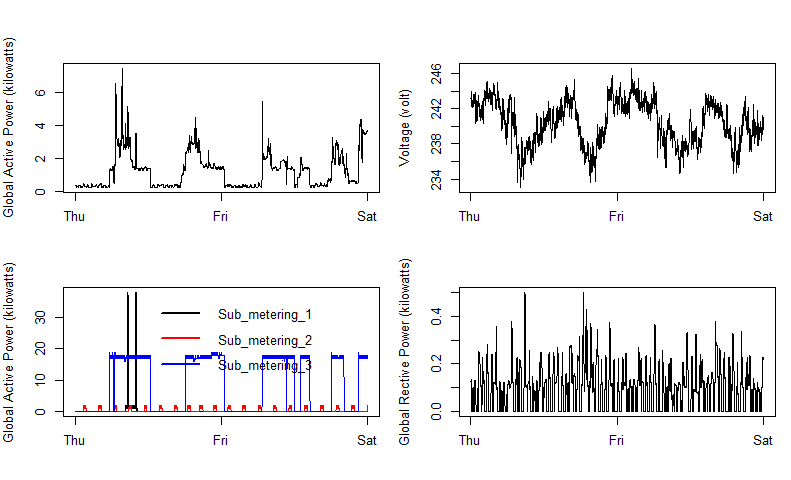 Global Active Power (kilowatts)
6
4
2
0
Thu
Fri
Sat
Voltage (volt)
246
242
238
234
Thu
Fri
Sat
Global Active Power (kilowatts)
30
20
10
0
Sub_metering_1
Sub_metering_2
Sub_metering_3
Thu
Fri
Sat
Global Rective Power (kilowatts)
0.4
0.2
0.0
Thu
Fri
Sat